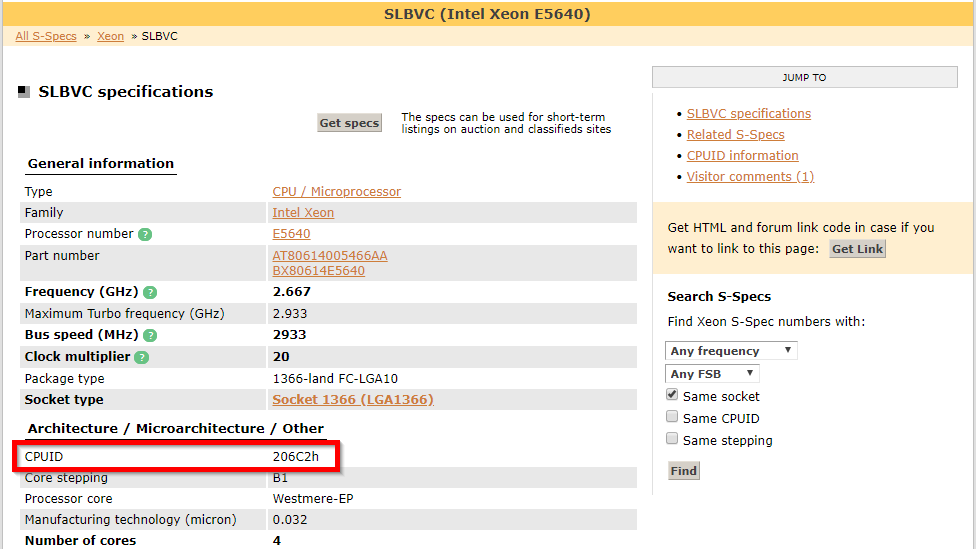 SLBVC (Intel Xeon E5640)
All S-Specs » Xeon » SLBVC
SLBVC specifications
Get specs
The specs can be used for short-term
listings on auction and classifieds sites
General information
Type CPU / Microprocessor
Family Intel Xeon
Processor number ? E5640
Part number AT80614005466AA
BX80614E5640
Frequency (GHz) ? 2.667
Maximum Turbo frequency (GHz) 2.933
Bus speed (MHz) ? 2933
Clock multiplier ? 20
Package type 1366-land FC-LGA10
Socket type Socket 1366 (LGA1366)
Architecture / Microarchitecture / Other
CPUID 206C2h
Core stepping B1
Processor core Westmere-EP
Manufacturing technology (micron) 0.032
Number of cores 4
JUMP TO
• SLBVC specifications
• Related S-Specs
• CPUID information
• Visitor comments (1)
Get HTML and forum link code in case if you
want to link to this page: Get Link
Search S-Specs
Find Xeon S-Spec numbers with:
Any frequency
Any FSB
Same socket
Same CPUID
Same stepping
Find